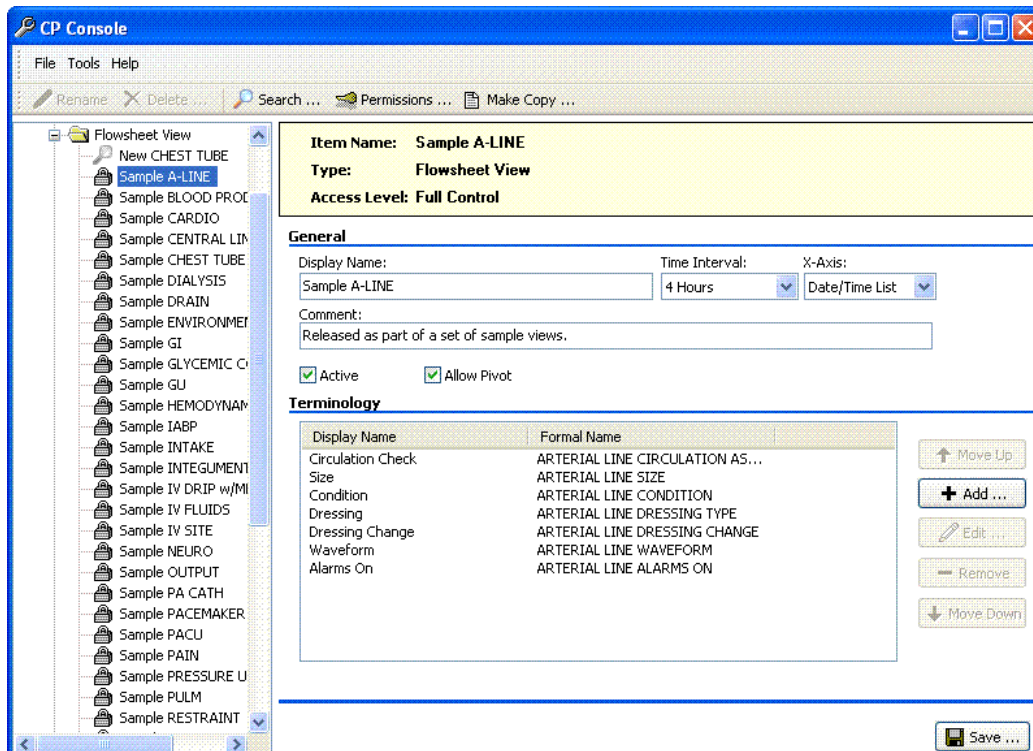 CP Console
File Tools Help
Rename Delete ... Search ... Permissions ... Make Copy ...
Flowsheet View
New CHEST TUBE
Sample A-LINE
Sample BLOOD PROD
Sample CARDIO
Sample CENTRAL LIN
Sample CHEST TUBE
Sample DIALYSIS
Sample DRAIN
Sample ENVIRONMEN
Sample GI
Sample GLYCEMIC C
Sample GU
Sample HEMODYNAM
Sample IABP
Sample INTAKE
Sample INTEGUMENT
Sample IV DRIP w/MI
Sample IV FLUIDS
Sample IV SITE
Sample NEURO
Sample OUTPUT
Sample PA CATH
Sample PACEMAKER
Sample PACU
Sample PAIN
Sample PRESSURE U
Sample PULM
Sample RESTRAINT
Item Name: Sample A-LINE
Type: Flowsheet View
Access Level: Full Control
General
Display Name: Time Interval: X-Axis:
Sample A-LINE 4 Hours Date/Time List
Comment:
Released as part of a set of sample views.
Active Allow Pivot
Terminology
Display Name Formal Name
Circulation Check ARTERIAL LINE CIRCULATION AS...
Size ARTERIAL LINE SIZE
Condition ARTERIAL LINE CONDITION
Dressing ARTERIAL LINE DRESSING TYPE
Dressing Change ARTERIAL LINE DRESSING CHANGE
Waveform ARTERIAL LINE WAVEFORM
Alarms On ARTERIAL LINE ALARMS ON
Move Up
Add ...
Edit ...
Remove
Move Down
Save ...